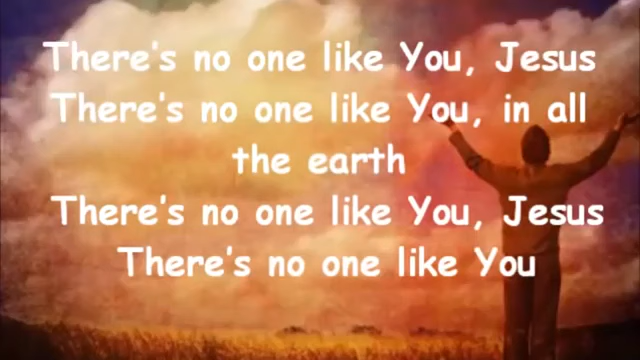 There's no one like You, Jesus
There's no one like You, in all
the earth
There's no one like You, Jesus
There's no one like You